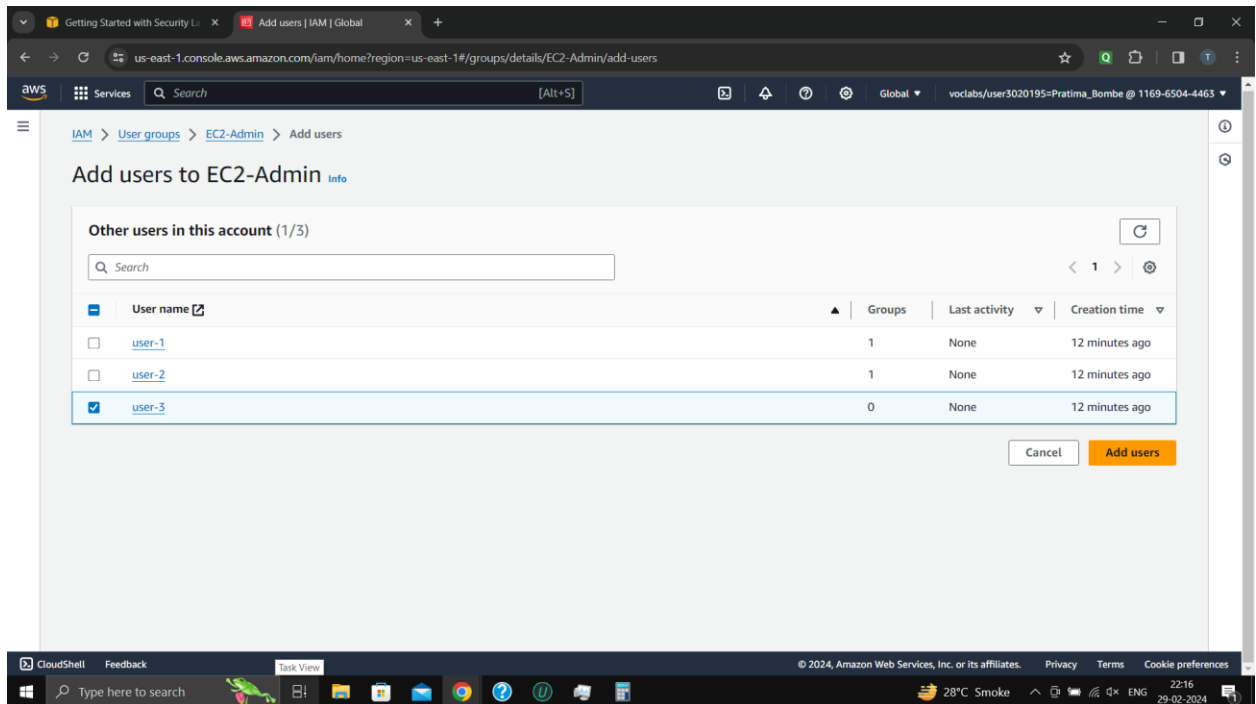 Getting Started with Security La
Add users | IAM | Global
us-east-1.console.aws.amazon.com/iam/home?region=us-east-1#/groups/details/EC2-Admin/add-users
Q
T
aws
Services
Search
[Alt+S]
Global
voclabs/user3020195=Pratima_Bombe @ 1169-6504-4463
IAM > User groups > EC2-Admin > Add users
Add users to EC2-Admin Info
Other users in this account (1/3)
Search
< 1 >
User name
Groups
Last activity
Creation time
user-1 1 None 12 minutes ago
user-2 1 None 12 minutes ago
user-3 0 None 12 minutes ago
Cancel
Add users
CloudShell Feedback
Task View
© 2024, Amazon Web Services, Inc. or its affiliates. Privacy Terms Cookie preferences
Type here to search
28°C Smoke
ENG
22:16
29-02-2024
1